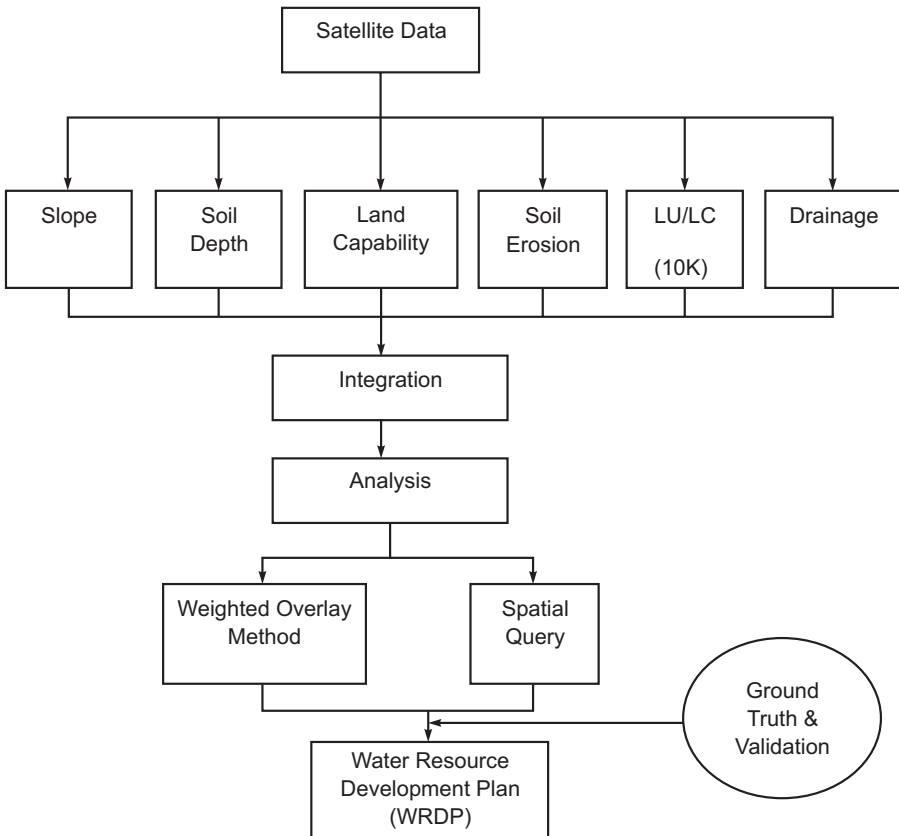 Satellite Data
Slope
Soil
Depth
Land
Capability
Soil
Erosion
LU/LC
(10K)
Drainage
Integration
Analysis
Weighted Overlay
Method
Spatial
Query
Ground
Truth &
Validation
Water Resource
Development Plan
(WRDP)